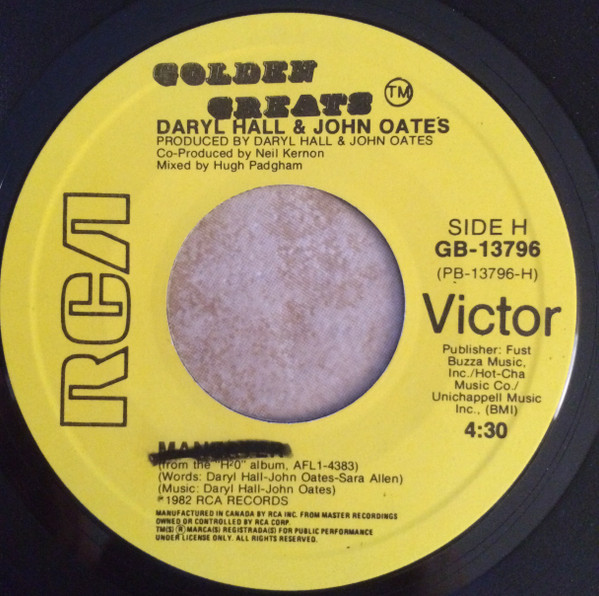 GOLDEN
GREATS TM
DARYL HALL & JOHN OATES
PRODUCED BY DARYL HALL & JOHN OATES
Co-Produced by Neil Kernon
Mixed by Hugh Padgham
RCA
SIDE H
GB-13796
(PB-13796-H)
Victor
Publisher: Fust
Buzza Music,
Inc./Hot-Cha
Music Co./
Unichappell Music
Inc., (BMI)
4:30
(from the "H²O" album, AFL1-4383)
(Words: Daryl Hall-John Oates-Sara Allen)
(Music: Daryl Hall-John Oates)
℗1982 RCA RECORDS
MANUFACTURED IN CANADA BY RCA INC. FROM MASTER RECORDINGS
OWNED OR CONTROLLED BY RCA CORP.
TM(S) ® MARCA(S) REGISTRADA(S) FOR PUBLIC PERFORMANCE
UNDER LICENSE ONLY. ALL RIGHTS RESERVED.